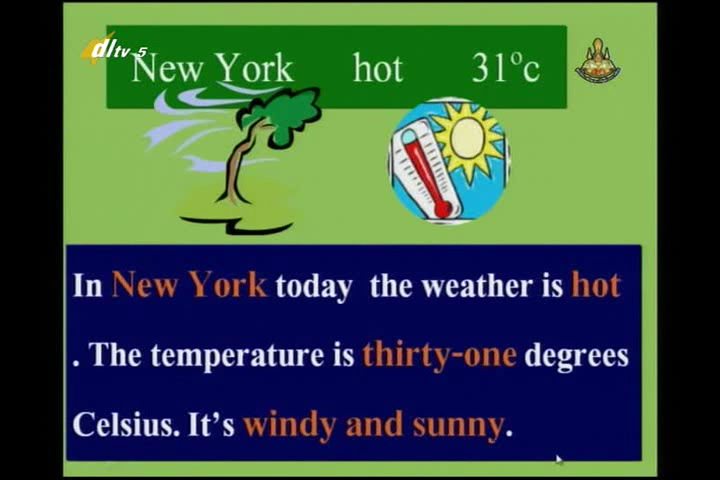 dltv 5
New York hot 31°c
In New York today the weather is hot
. The temperature is thirty-one degrees
Celsius. It's windy and sunny.